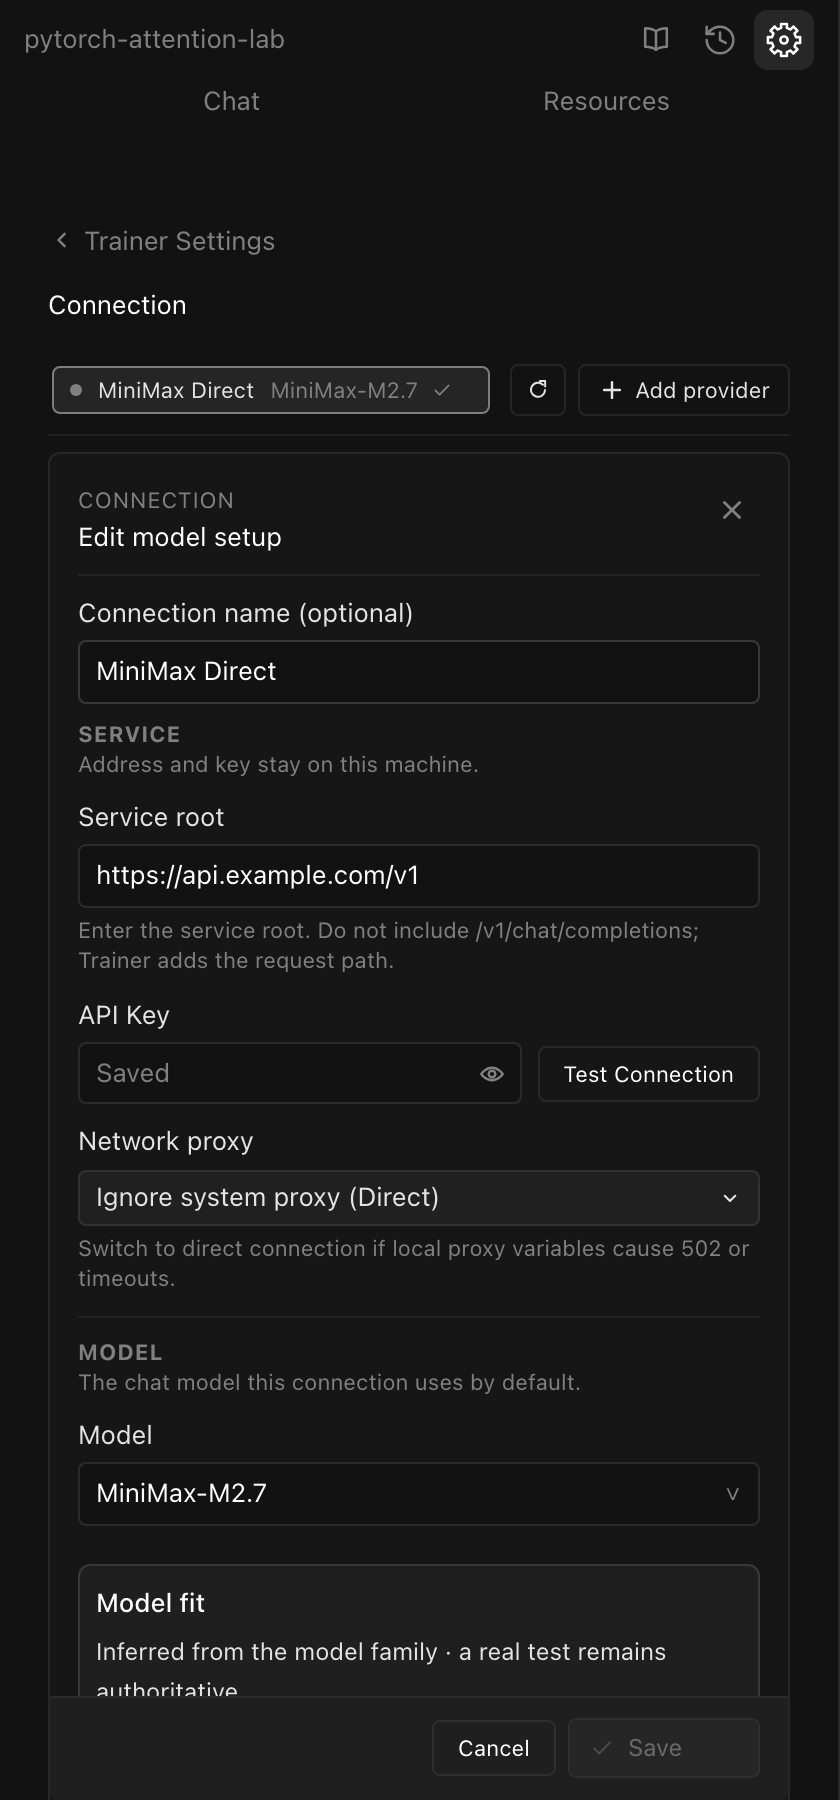 pytorch-attention-lab
Chat Resources
Trainer Settings
Connection
MiniMax Direct MiniMax-M2.7
Add provider
CONNECTION
Edit model setup
Connection name (optional)
MiniMax Direct
SERVICE
Address and key stay on this machine.
Service root
https://api.example.com/v1
Enter the service root. Do not include /v1/chat/completions;
Trainer adds the request path.
API Key
Saved
Test Connection
Network proxy
Ignore system proxy (Direct)
Switch to direct connection if local proxy variables cause 502 or
timeouts.
MODEL
The chat model this connection uses by default.
Model
MiniMax-M2.7
Model fit
Inferred from the model family · a real test remains
authoritative
Cancel
Save